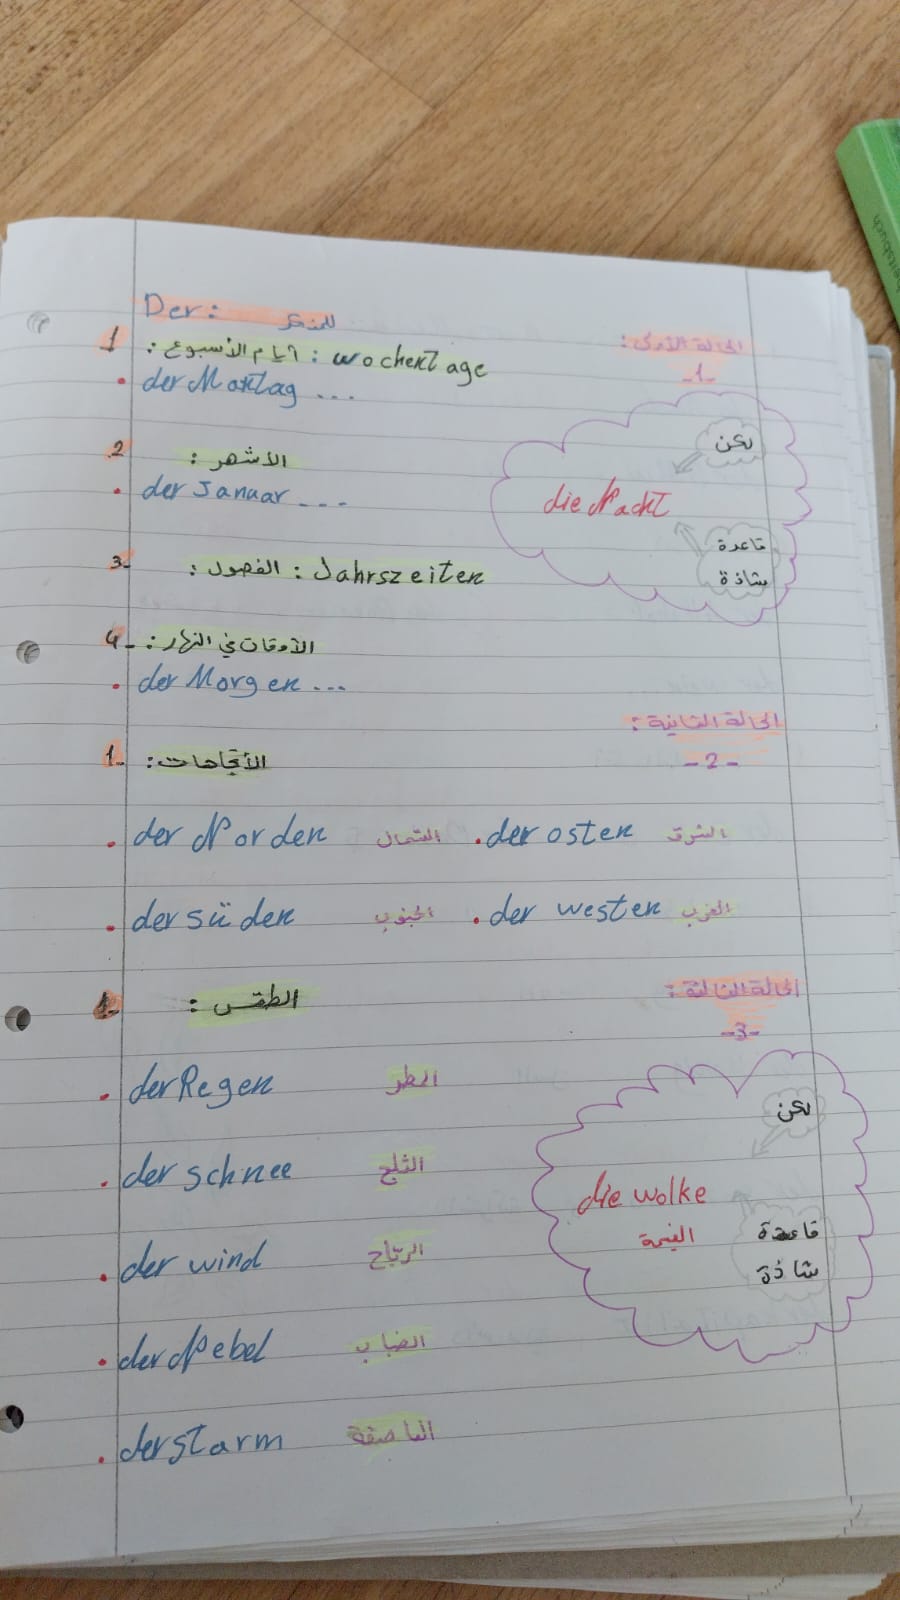 Der: للمذكر
الحالة الأولى:
-1-
1 أيام الأسبوع: wochentage
• der Montag ...
لكن
2 الأشهر:
• der Januar ...
die Nacht
قاعدة
شاذة
3- الفصول: Jahrszeiten
4- الأوقات في النهار:
• der Morgen ...
الحالة الثانية:
-2-
1- الأتجاهات:
• der Norden الشمال • der osten الشرق
• der süden الجنوب • der westen الغرب
الحالة الثالثة:
-3-
1- الطقس:
• der Regen المطر
لكن
• der schnee الثلج
die wolke
الغيمة
قاعدة
شاذة
• der wind الرياح
• der Nebel الضباب
• der starm العاصفة